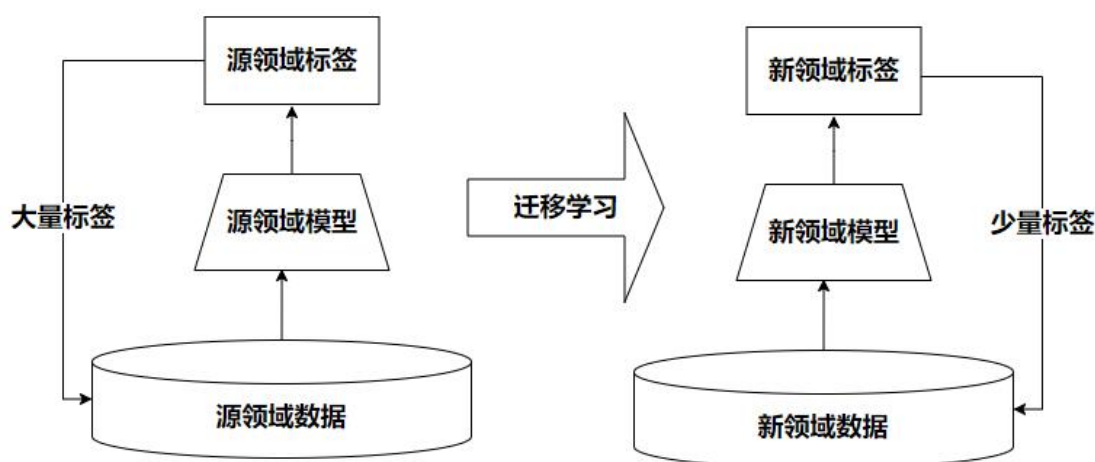 源领域标签
新领域标签
大量标签
源领域模型
迁移学习
新领域模型
少量标签
源领域数据
新领域数据